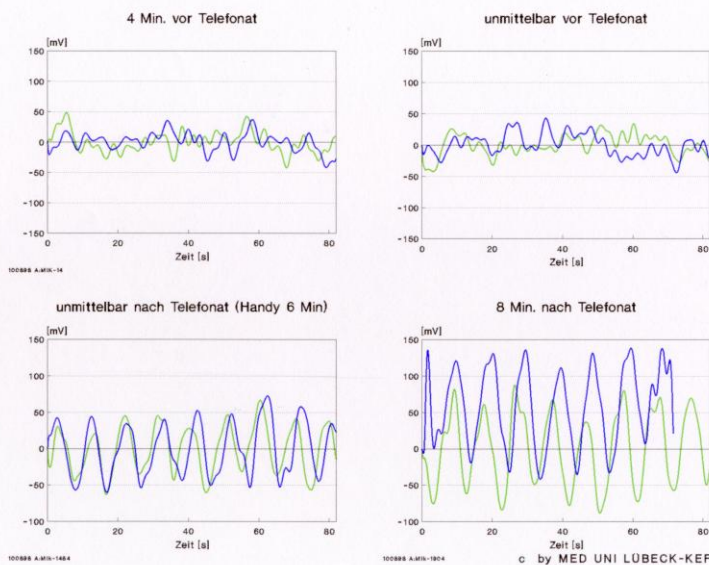 4 Min. vor Telefonat
[mV]
150
100
50
0
-50
-100
-150
0 20 40 60 80
Zeit [s]
unmittelbar vor Telefonat
[mV]
150
100
50
0
-50
-100
-150
0 20 40 60 80
Zeit [s]
unmittelbar nach Telefonat (Handy 6 Min)
[mV]
150
100
50
0
-50
-100
0 20 40 60 80
Zeit [s]
8 Min. nach Telefonat
[mV]
150
100
50
0
-50
-100
0 20 40 60 80
Zeit [s]
c by MED UNI LÜBECK-KEF